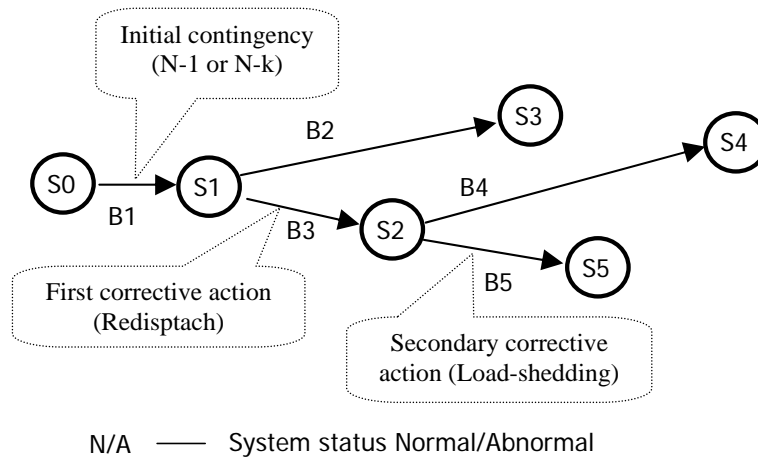 Initial contingency
(N-1 or N-k)
S0
B1
S1
B2
S3
B3
S2
B4
S4
B5
S5
First corrective action
(Redisptach)
Secondary corrective
action (Load-shedding)
N/A — System status Normal/Abnormal